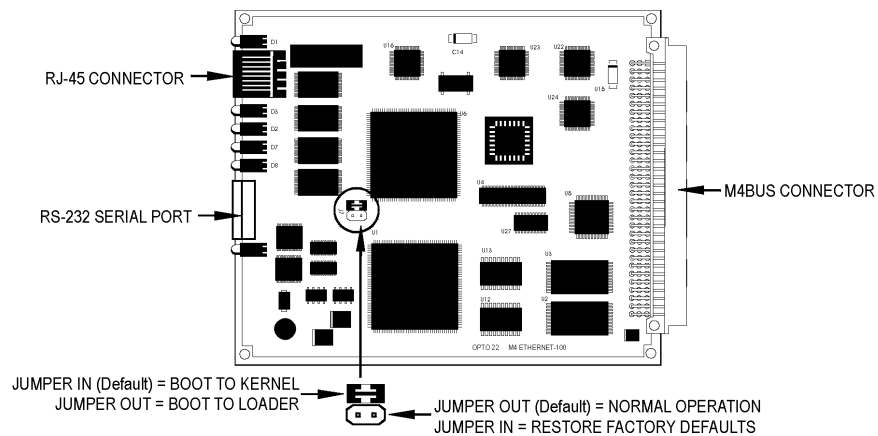 D1
U16
C14
U23
U22
RJ-45 CONNECTOR
U15
U24
D3
U6
D2
D7
D8
U4
M4BUS CONNECTOR
U5
RS-232 SERIAL PORT
U27
U1
U13
U3
U12
U2
OPTO 22 M4 ETHERNET-100
JUMPER IN (Default) = BOOT TO KERNEL
JUMPER OUT = BOOT TO LOADER
JUMPER OUT (Default) = NORMAL OPERATION
JUMPER IN = RESTORE FACTORY DEFAULTS